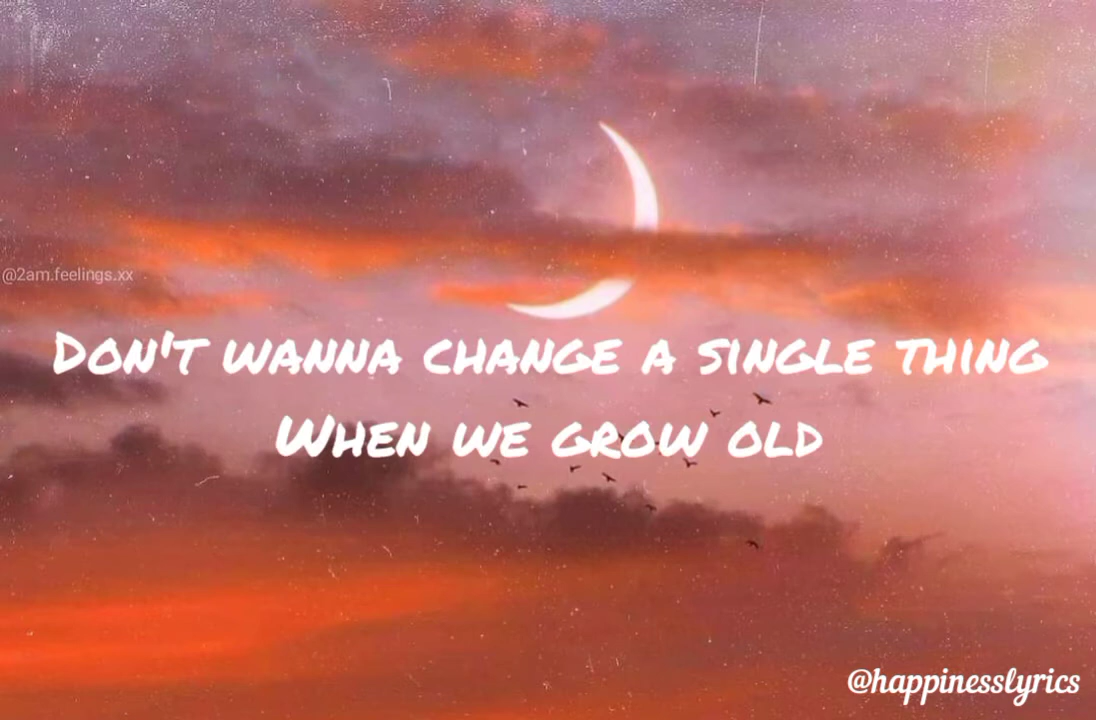 @2am.feelings.xx
Don't wanna change a single thing
When we grow old
@happinesslyrics